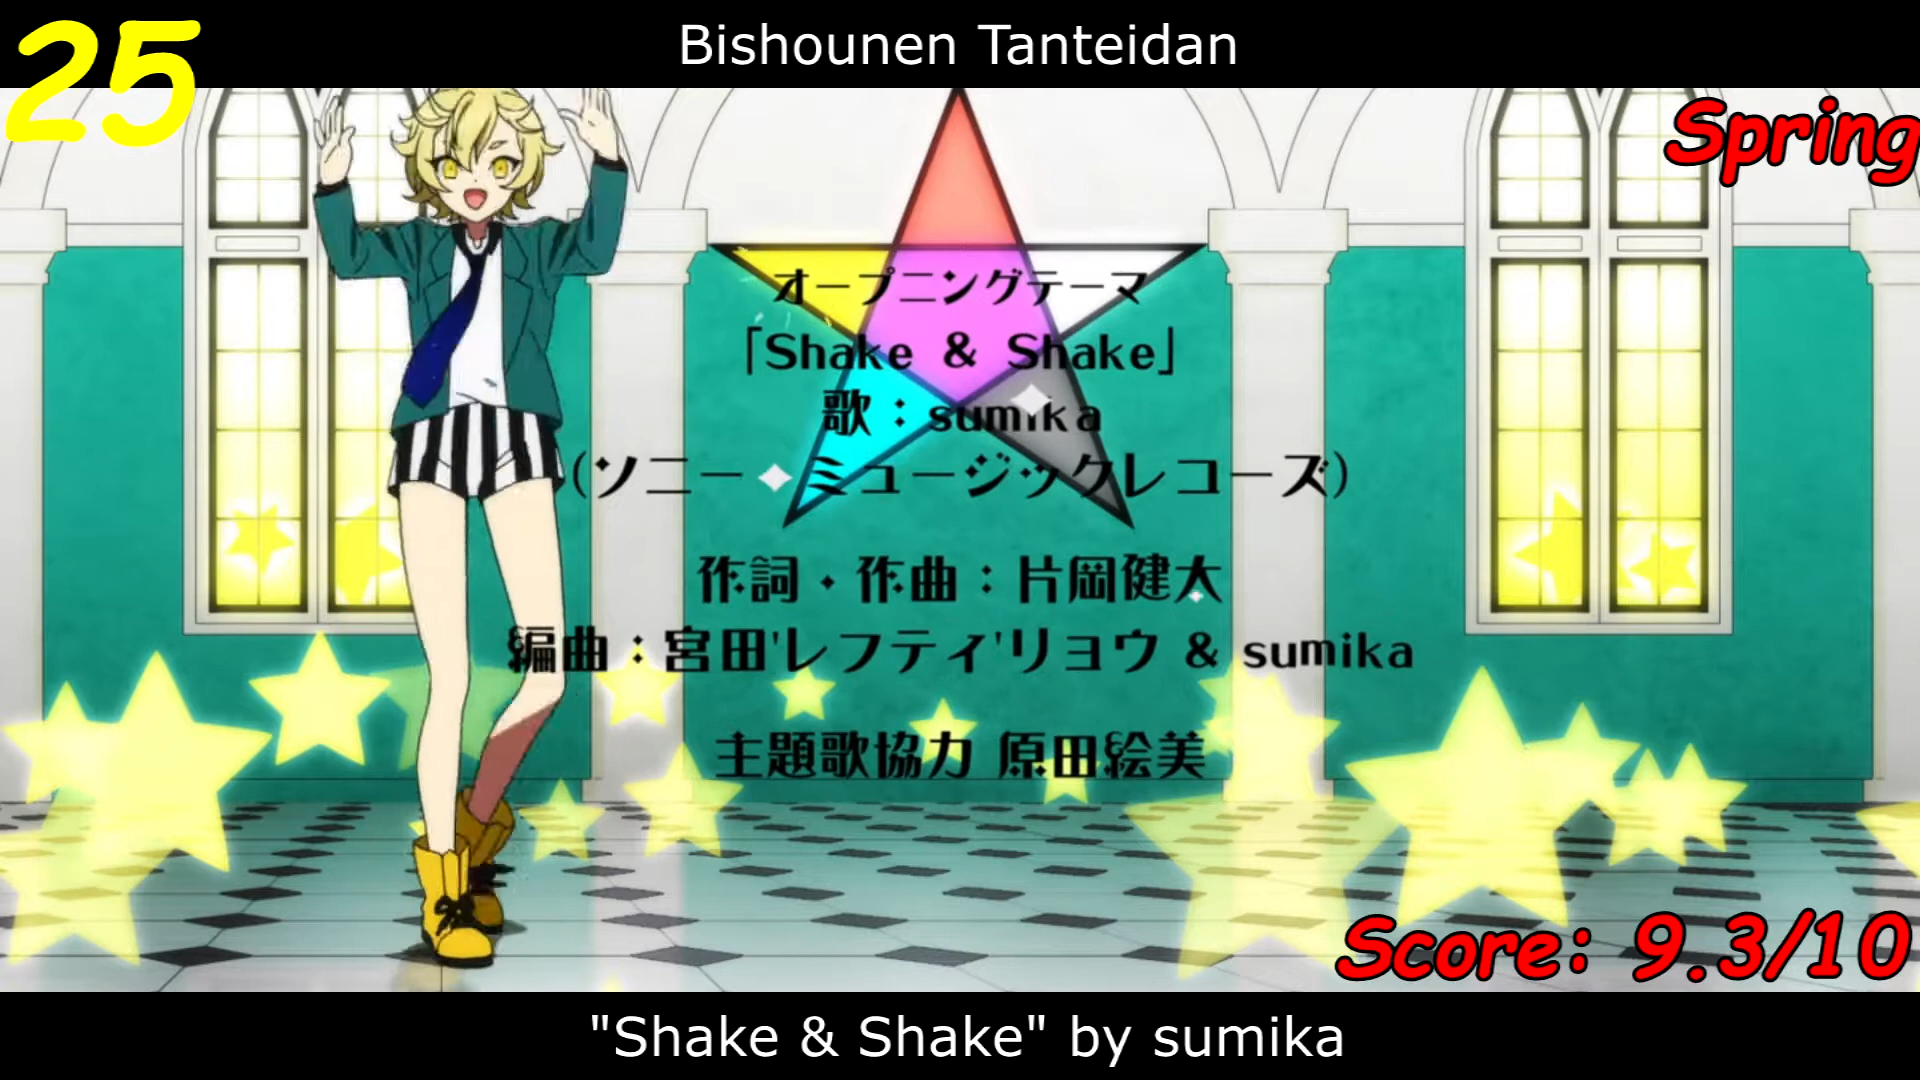 25
Bishounen Tanteidan
Spring
オープニングテーマ
「Shake & Shake」
歌：sumika
（ソニー・ミュージックレコーズ）
作詞・作曲：片岡健太
編曲：宮田'レフティ'リョウ & sumika
主題歌協力 原田絵美
Score: 9.3/10
"Shake & Shake" by sumika